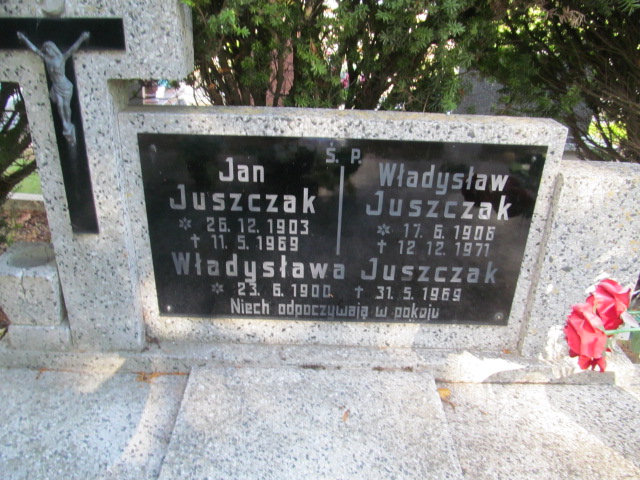 Ś. P.
Jan
Juszczak
* 26. 12. 1903
† 11. 5. 1969
Władysław
Juszczak
* 17. 6. 1906
† 12. 12. 1971
Władysława Juszczak
* 23. 6. 1900 † 31. 5. 1969
Niech odpoczywają w pokoju